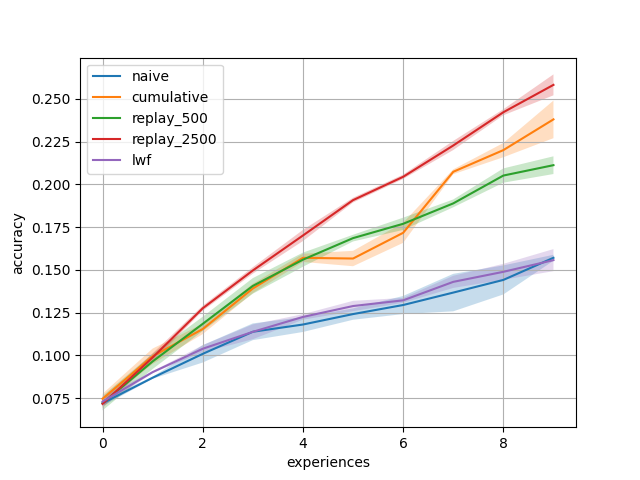 naive
cumulative
replay_500
replay_2500
lwf
0.250
0.225
0.200
0.175
0.150
0.125
0.100
0.075
accuracy
0 2 4 6 8
experiences